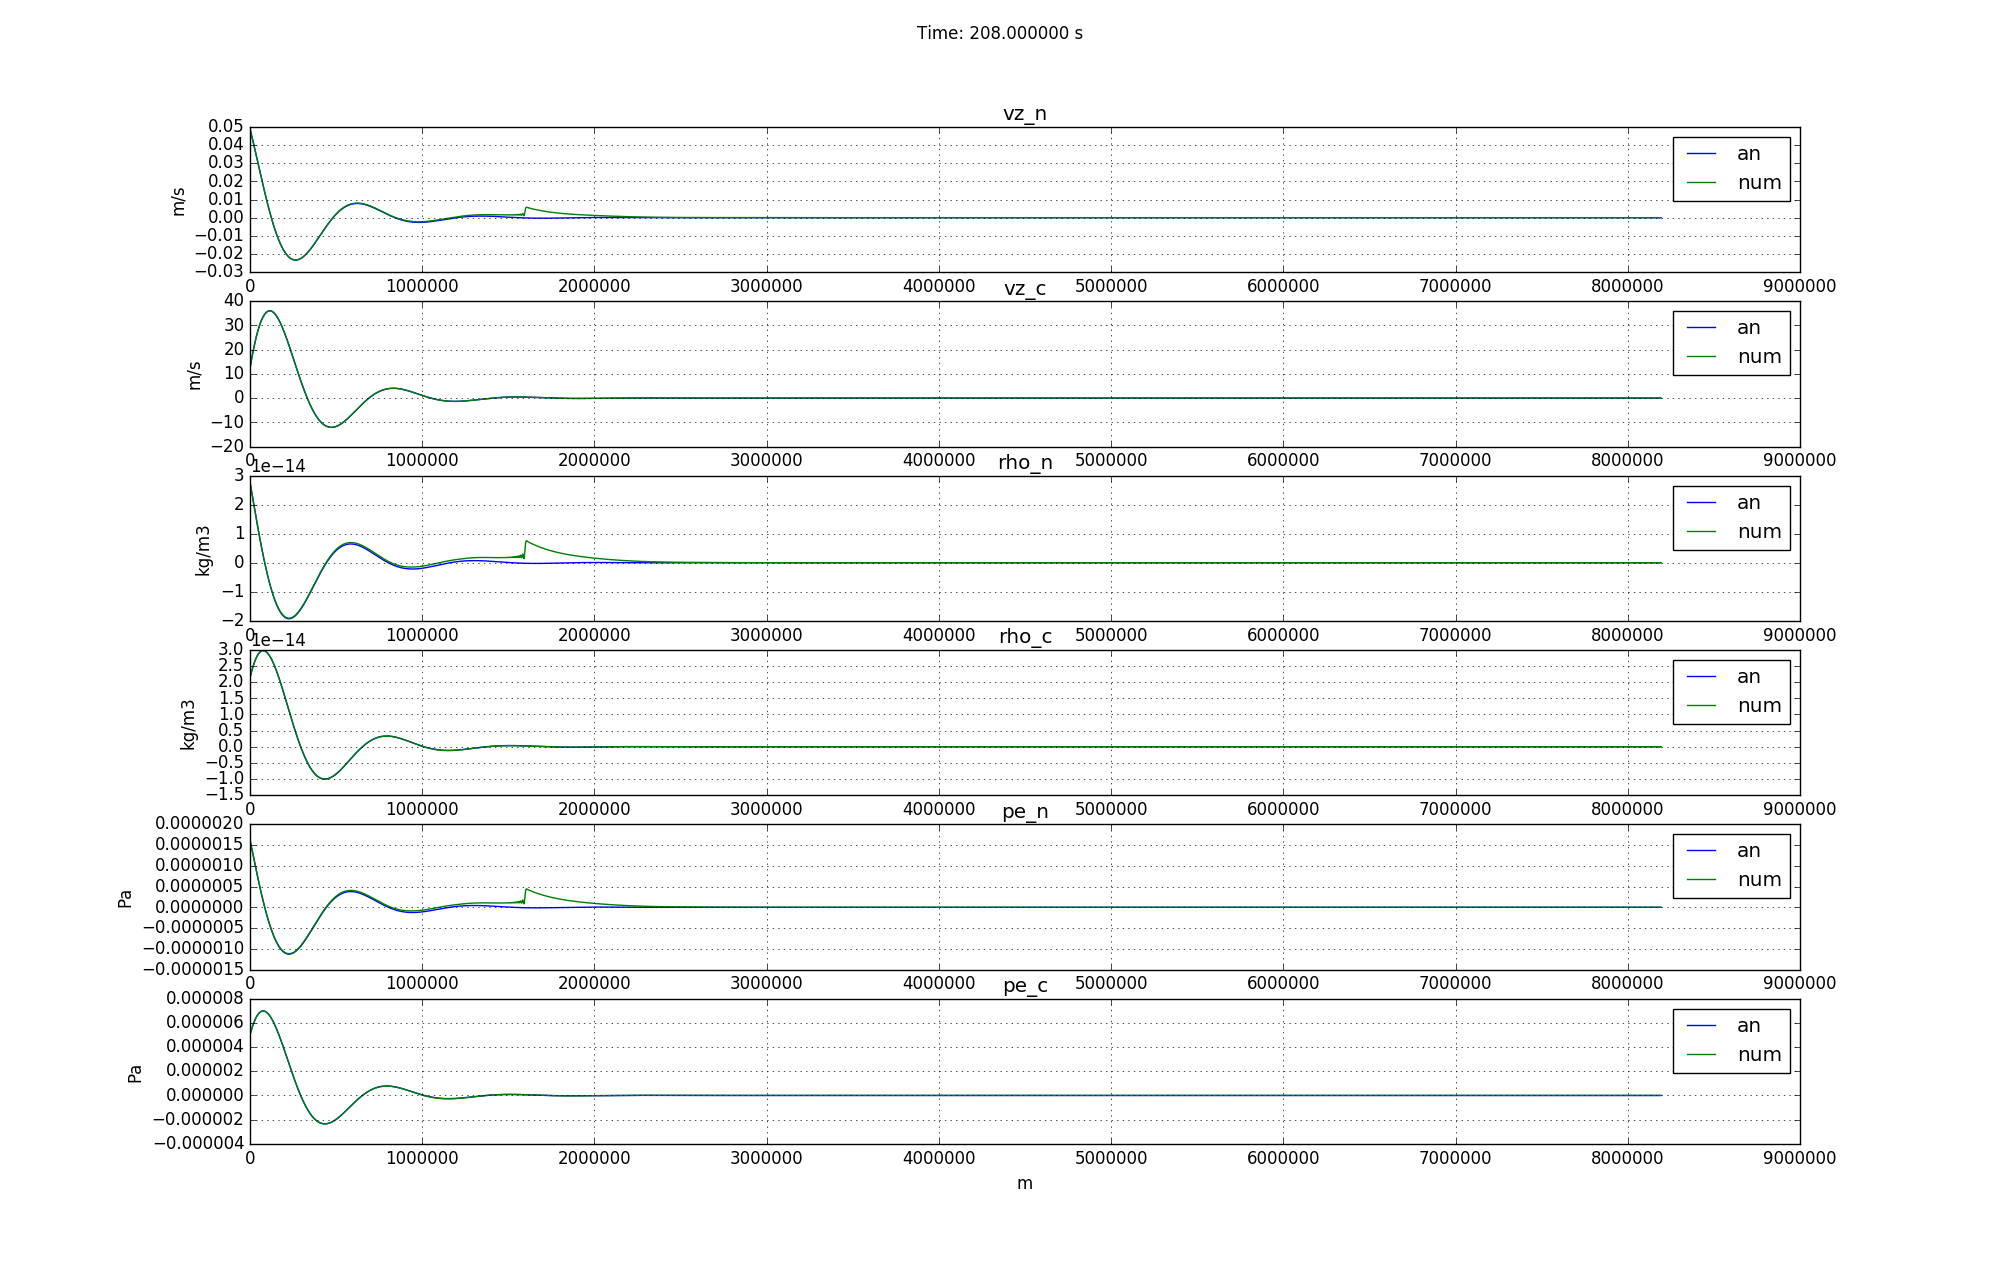 Time: 208.000000 s
vz_n
0.05
0.04
0.03
0.02
0.01
0.00
−0.01
−0.02
−0.03
m/s
an
num
0 1000000 2000000 3000000 4000000 5000000 6000000 7000000 8000000 9000000
vz_c
40
30
20
10
0
−10
−20
m/s
an
num
0 1000000 2000000 3000000 4000000 5000000 6000000 7000000 8000000 9000000
1e−14
rho_n
3
2
1
0
−1
−2
kg/m3
an
num
0 1000000 2000000 3000000 4000000 5000000 6000000 7000000 8000000 9000000
1e−14
rho_c
3.0
2.5
2.0
1.5
1.0
0.5
0.0
−0.5
−1.0
−1.5
kg/m3
an
num
0 1000000 2000000 3000000 4000000 5000000 6000000 7000000 8000000 9000000
pe_n
0.0000020
0.0000015
0.0000010
0.0000005
0.0000000
−0.0000005
−0.0000010
−0.0000015
Pa
an
num
0 1000000 2000000 3000000 4000000 5000000 6000000 7000000 8000000 9000000
pe_c
0.000008
0.000006
0.000004
0.000002
0.000000
−0.000002
−0.000004
Pa
an
num
0 1000000 2000000 3000000 4000000 5000000 6000000 7000000 8000000 9000000
m